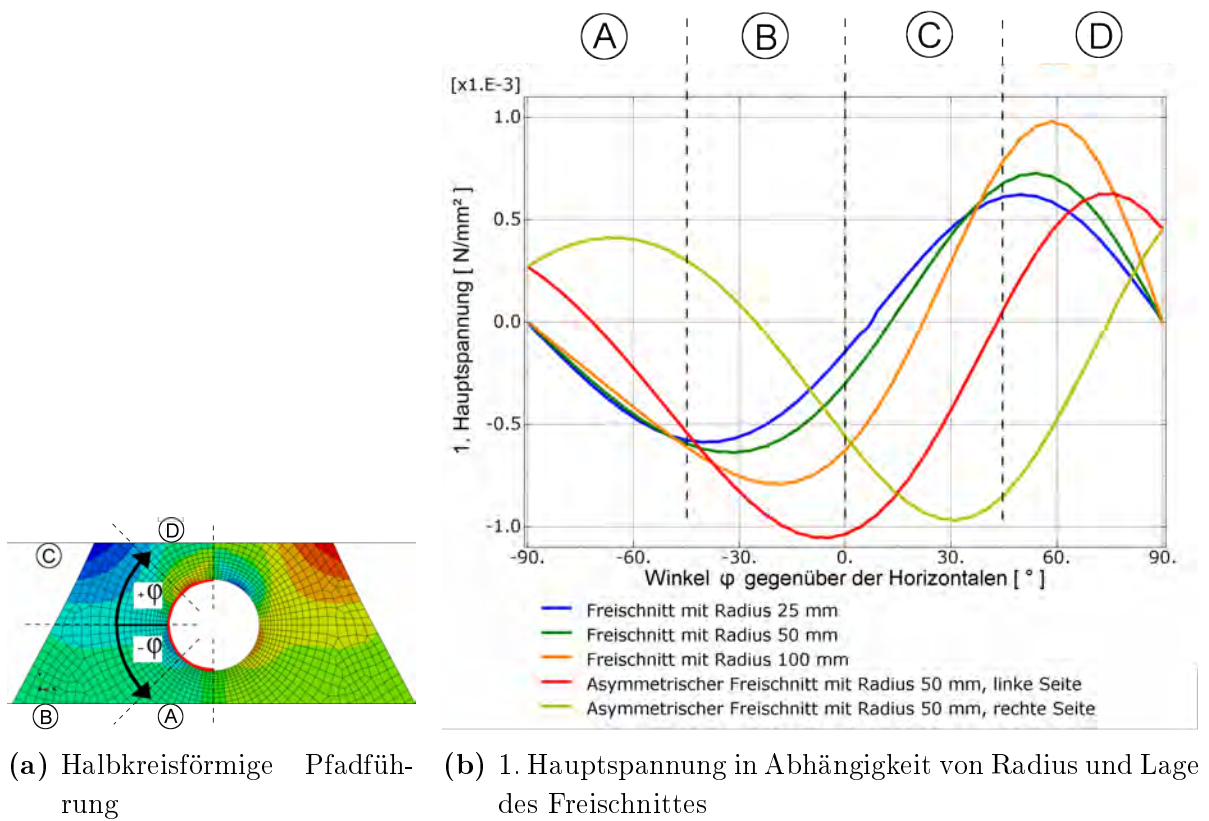 A B C D
[x1.E-3]
1. Hauptspannung [ N/mm² ]
1.0
0.5
0.0
-0.5
-1.0
-90. -60. -30. 0. 30. 60. 90.
Winkel φ gegenüber der Horizontalen [ ° ]
Freischnitt mit Radius 25 mm
Freischnitt mit Radius 50 mm
Freischnitt mit Radius 100 mm
Asymmetrischer Freischnitt mit Radius 50 mm, linke Seite
Asymmetrischer Freischnitt mit Radius 50 mm, rechte Seite
D
C
+φ
-φ
B A
(a) Halbkreisförmige Pfadfüh-
rung
(b) 1. Hauptspannung in Abhängigkeit von Radius und Lage
des Freischnittes